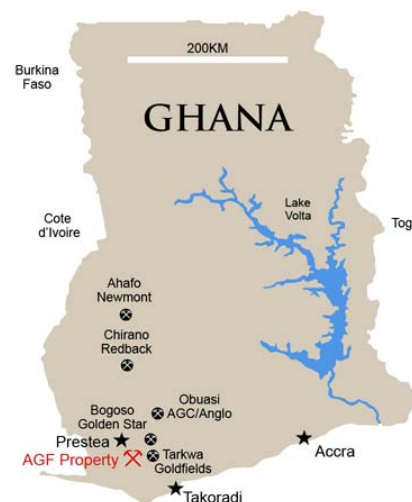 200KM
Burkina
Faso
GHANA
Lake
Volta
Cote
d'Ivoire
Tog
Ahafo
Newmont
Chirano
Redback
Obuasi
AGC/Anglo
Bogoso
Golden Star
Prestea
AGF Property
Tarkwa
Goldfields
Accra
Takoradi